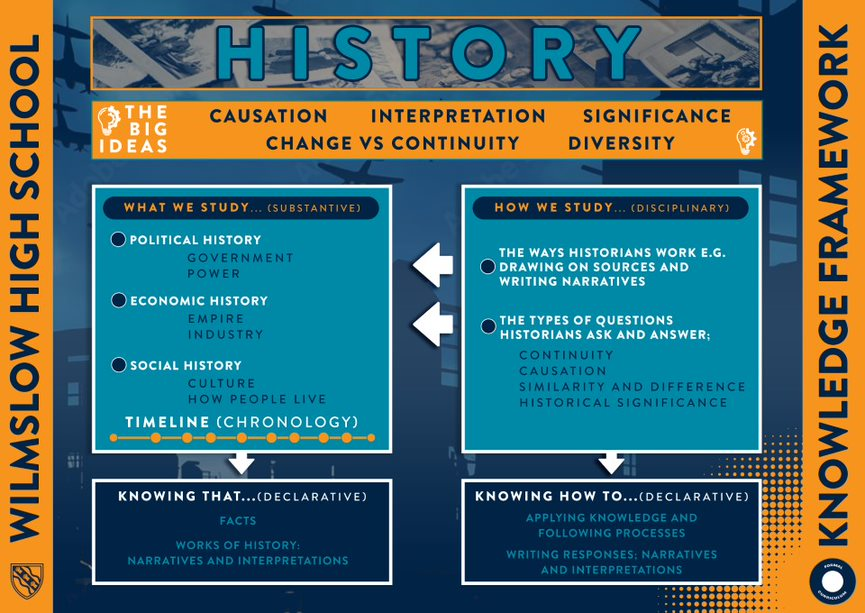 WILMSLOW HIGH SCHOOL
HISTORY
THE
BIG
IDEAS
CAUSATION INTERPRETATION SIGNIFICANCE
CHANGE VS CONTINUITY DIVERSITY
WHAT WE STUDY... (SUBSTANTIVE)
POLITICAL HISTORY
GOVERNMENT
POWER
ECONOMIC HISTORY
EMPIRE
INDUSTRY
SOCIAL HISTORY
CULTURE
HOW PEOPLE LIVE
TIMELINE (CHRONOLOGY)
HOW WE STUDY... (DISCIPLINARY)
THE WAYS HISTORIANS WORK E.G.
DRAWING ON SOURCES AND
WRITING NARRATIVES
THE TYPES OF QUESTIONS
HISTORIANS ASK AND ANSWER;
CONTINUITY
CAUSATION
SIMILARITY AND DIFFERENCE
HISTORICAL SIGNIFICANCE
KNOWING THAT...(DECLARATIVE)
FACTS
WORKS OF HISTORY:
NARRATIVES AND INTERPRETATIONS
KNOWING HOW TO...(DECLARATIVE)
APPLYING KNOWLEDGE AND
FOLLOWING PROCESSES
WRITING RESPONSES; NARRATIVES
AND INTERPRETATIONS
KNOWLEDGE FRAMEWORK
CURRICULUM